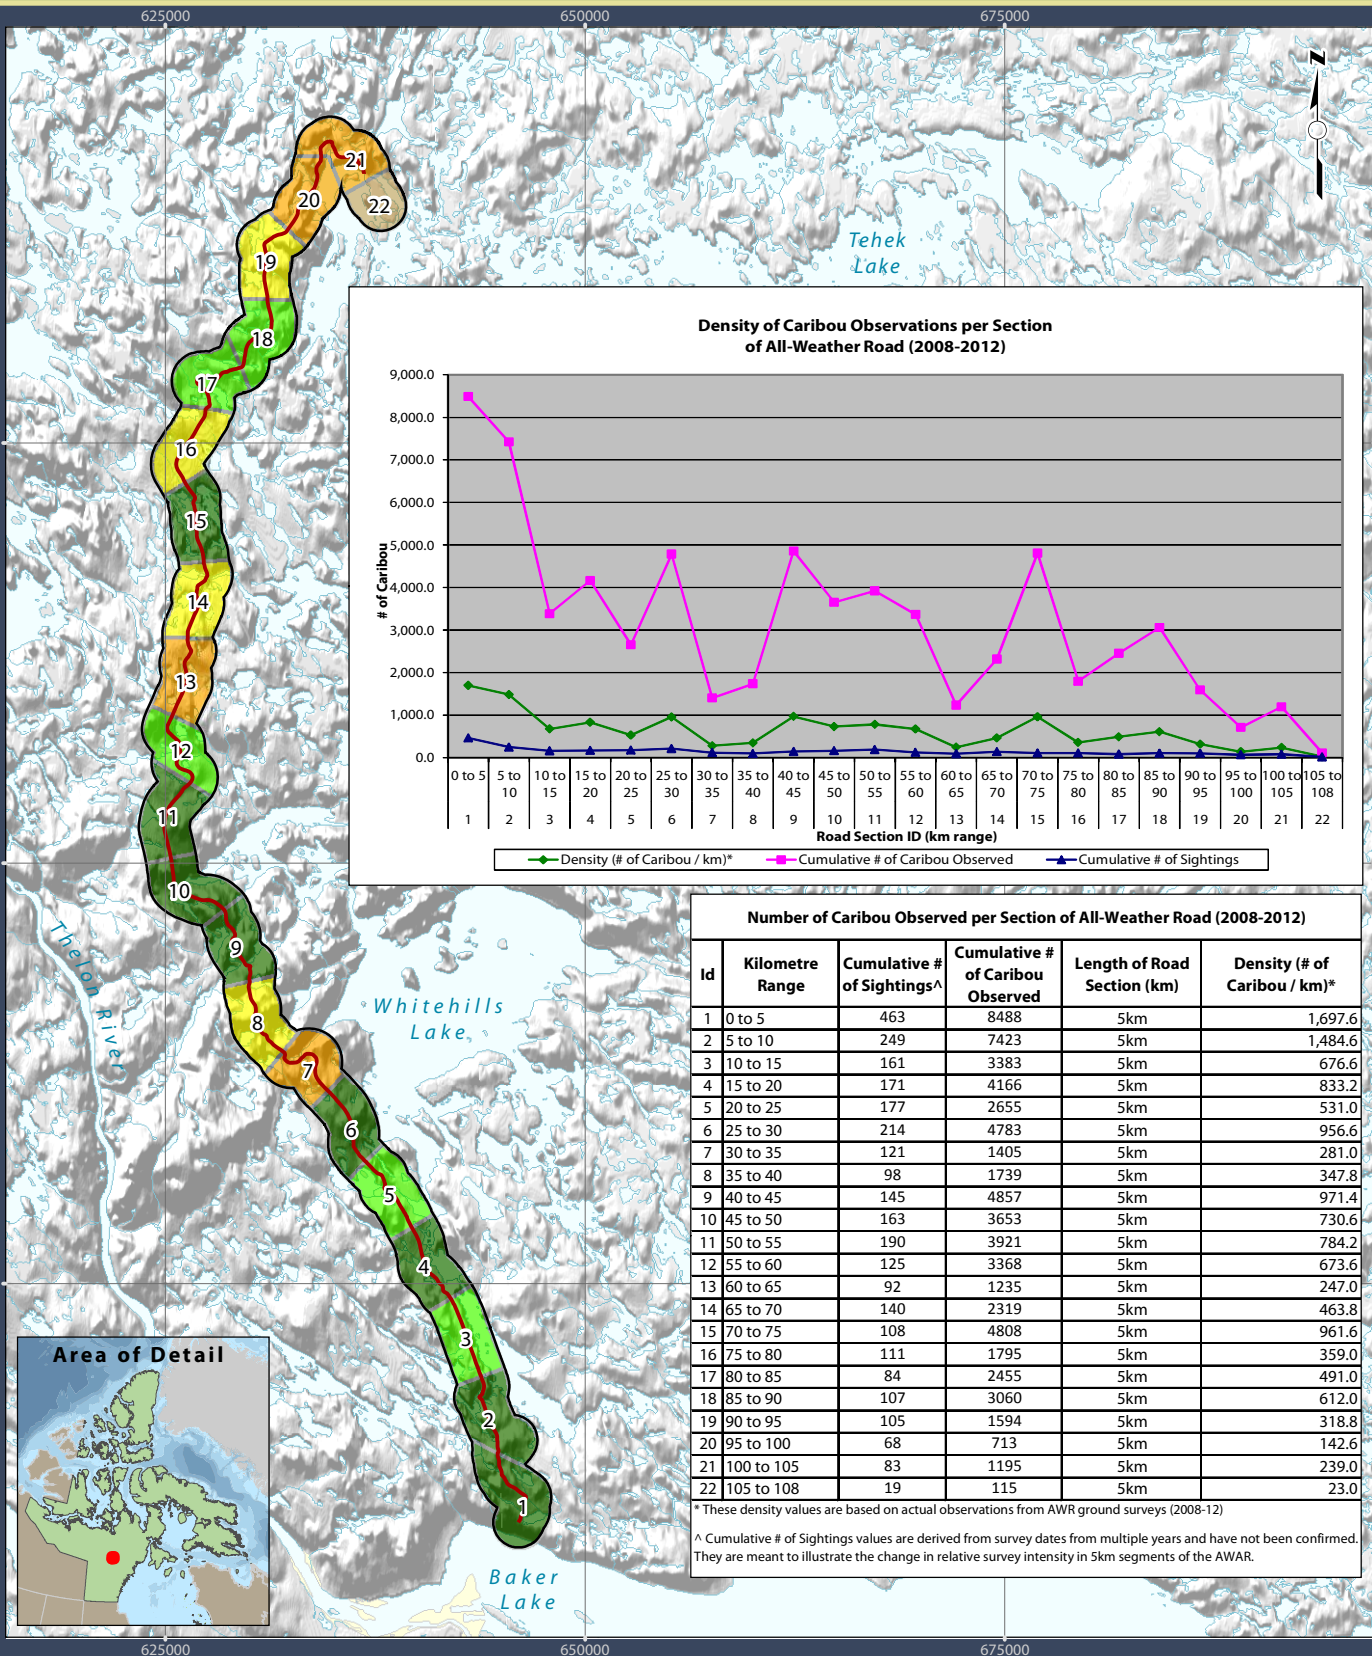 625000 650000 675000
N
21
20
22
19
18
17
16
15
14
13
12
11
10
9
8
7
6
5
4
3
2
1
Tehek
Lake
Thelon River
Whitehills
Lake
Baker
Lake
Density of Caribou Observations per Section
of All-Weather Road (2008-2012)
# of Caribou
9,000.0
8,000.0
7,000.0
6,000.0
5,000.0
4,000.0
3,000.0
2,000.0
1,000.0
0.0
0 to 5 5 to 10 10 to 15 15 to 20 20 to 25 25 to 30 30 to 35 35 to 40 40 to 45 45 to 50 50 to 55 55 to 60 60 to 65 65 to 70 70 to 75 75 to 80 80 to 85 85 to 90 90 to 95 95 to 100 100 to 105 105 to 108
1 2 3 4 5 6 7 8 9 10 11 12 13 14 15 16 17 18 19 20 21 22
Road Section ID (km range)
Density (# of Caribou / km)* Cumulative # of Caribou Observed Cumulative # of Sightings
Number of Caribou Observed per Section of All-Weather Road (2008-2012)
Id Kilometre Range Cumulative # of Sightings^ Cumulative # of Caribou Observed Length of Road Section (km) Density (# of Caribou / km)*
1 0 to 5 463 8488 5km 1,697.6
2 5 to 10 249 7423 5km 1,484.6
3 10 to 15 161 3383 5km 676.6
4 15 to 20 171 4166 5km 833.2
5 20 to 25 177 2655 5km 531.0
6 25 to 30 214 4783 5km 956.6
7 30 to 35 121 1405 5km 281.0
8 35 to 40 98 1739 5km 347.8
9 40 to 45 145 4857 5km 971.4
10 45 to 50 163 3653 5km 730.6
11 50 to 55 190 3921 5km 784.2
12 55 to 60 125 3368 5km 673.6
13 60 to 65 92 1235 5km 247.0
14 65 to 70 140 2319 5km 463.8
15 70 to 75 108 4808 5km 961.6
16 75 to 80 111 1795 5km 359.0
17 80 to 85 84 2455 5km 491.0
18 85 to 90 107 3060 5km 612.0
19 90 to 95 105 1594 5km 318.8
20 95 to 100 68 713 5km 142.6
21 100 to 105 83 1195 5km 239.0
22 105 to 108 19 115 5km 23.0
* These density values are based on actual observations from AWR ground surveys (2008-12)
^ Cumulative # of Sightings values are derived from survey dates from multiple years and have not been confirmed.
They are meant to illustrate the change in relative survey intensity in 5km segments of the AWAR.
Area of Detail
625000 650000 675000